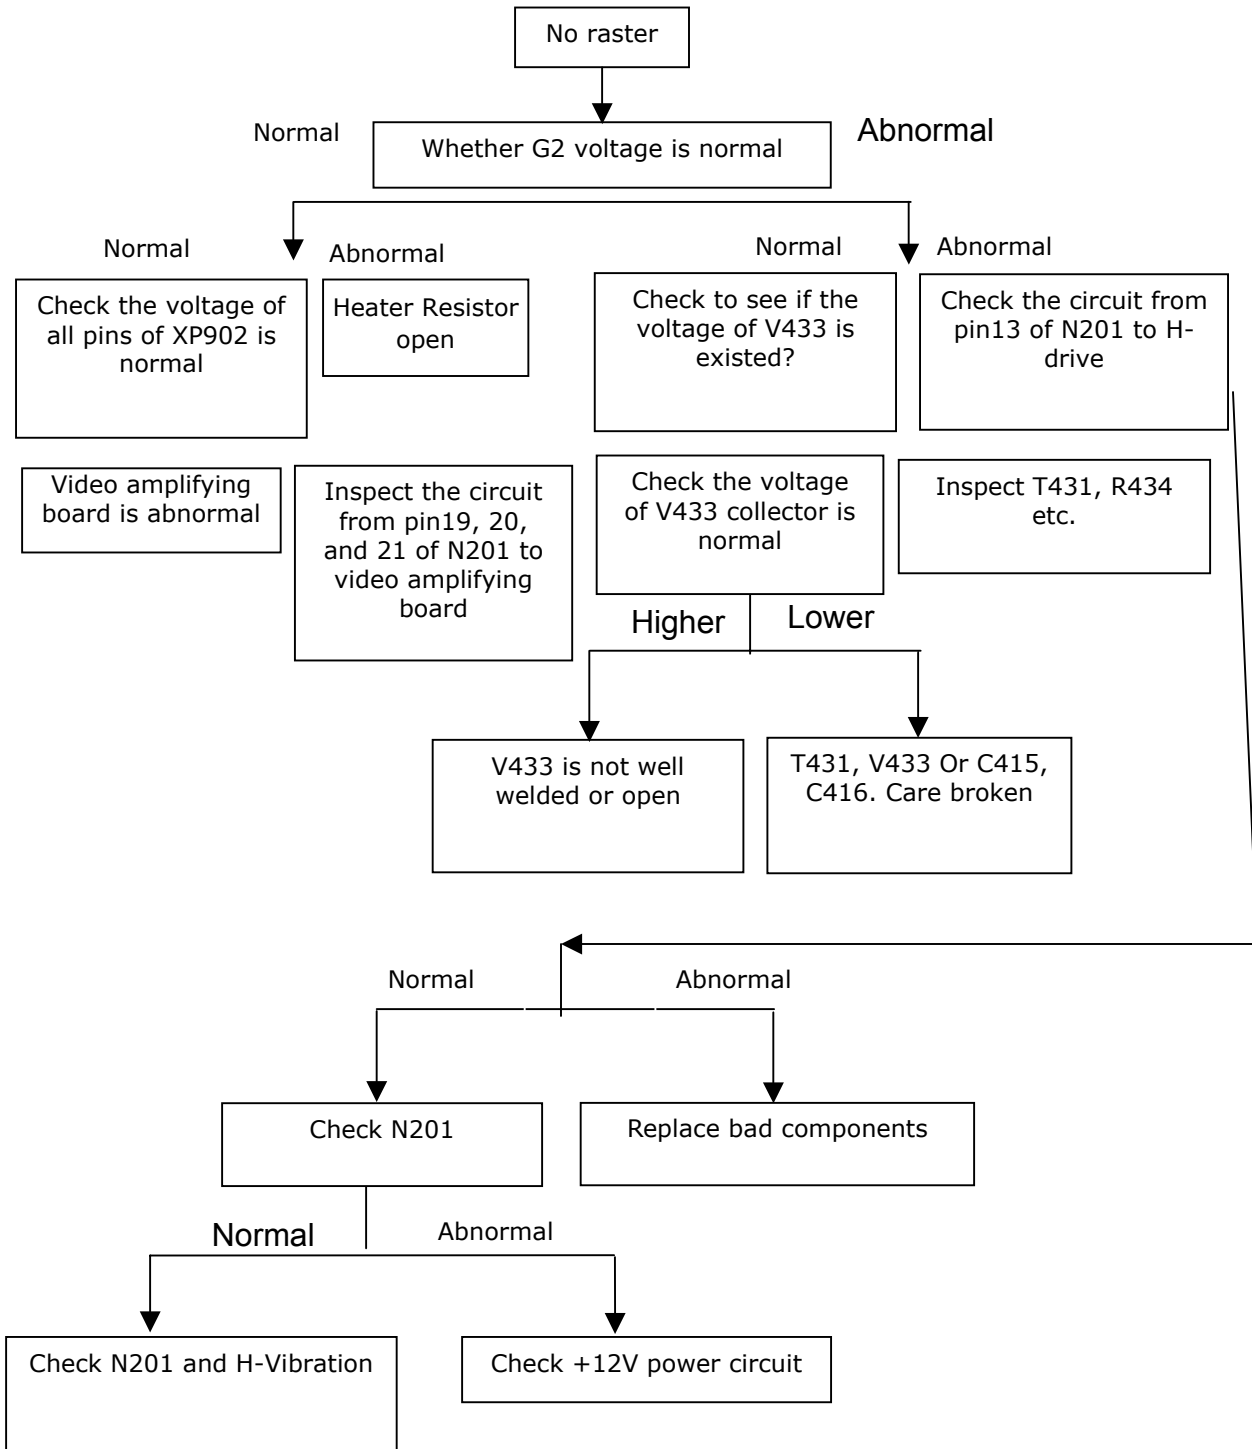 No raster
Normal
Abnormal
Whether G2 voltage is normal
Normal
Abnormal
Normal
Abnormal
Check the voltage of
all pins of XP902 is
normal
Heater Resistor
open
Check to see if the
voltage of V433 is
existed?
Check the circuit from
pin13 of N201 to H-
drive
Video amplifying
board is abnormal
Inspect the circuit
from pin19, 20,
and 21 of N201 to
video amplifying
board
Check the voltage
of V433 collector is
normal
Inspect T431, R434
etc.
Higher
Lower
V433 is not well
welded or open
T431, V433 Or C415,
C416. Care broken
Normal
Abnormal
Check N201
Replace bad components
Normal
Abnormal
Check N201 and H-Vibration
Check +12V power circuit